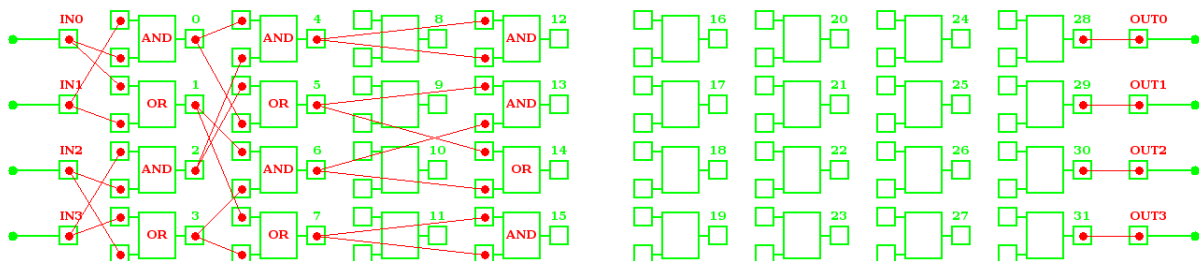 IN0 AND 0 AND 4 8 AND 12 16 20 24 28 OUT0
IN1 OR 1 OR 5 9 AND 13 17 21 25 29 OUT1
IN2 AND 2 AND 6 10 OR 14 18 22 26 30 OUT2
IN3 OR 3 OR 7 11 AND 15 19 23 27 31 OUT3